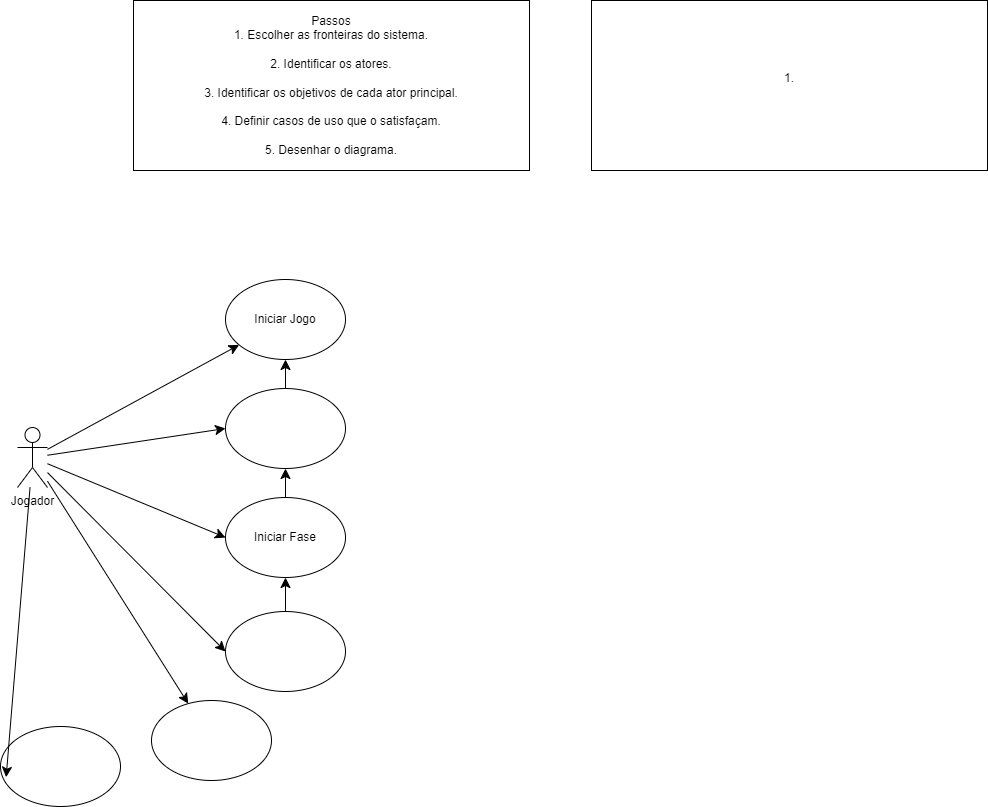 Passos
1. Escolher as fronteiras do sistema.
2. Identificar os atores.
3. Identificar os objetivos de cada ator principal.
4. Definir casos de uso que o satisfaçam.
5. Desenhar o diagrama.
1.
Iniciar Jogo
Jogador
Iniciar Fase